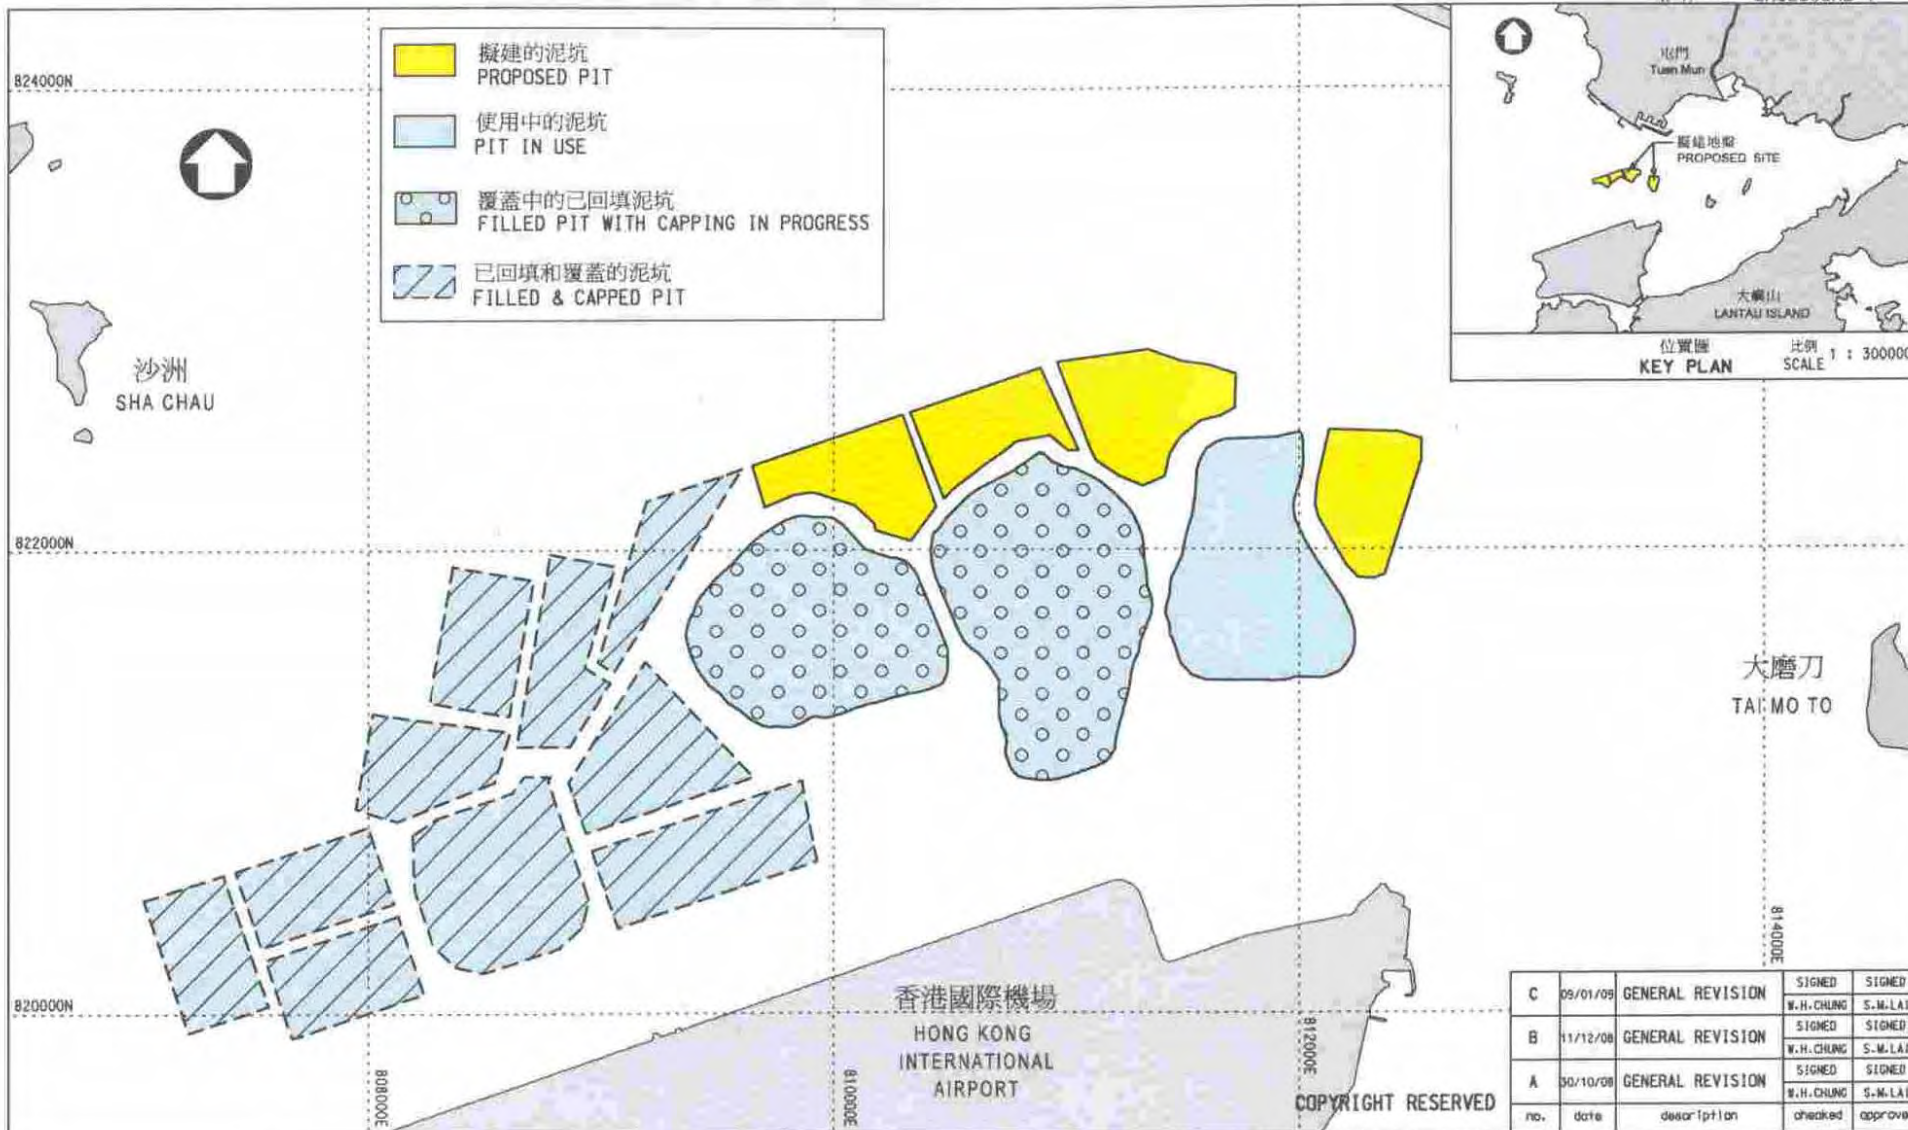 824000N
擬建的泥坑
PROPOSED PIT
使用中的泥坑
PIT IN USE
覆蓋中的已回填泥坑
FILLED PIT WITH CAPPING IN PROGRESS
已回填和覆蓋的泥坑
FILLED & CAPPED PIT
屯門
Tuen Mun
擬建地盤
PROPOSED SITE
大嶼山
LANTAU ISLAND
位置圖
KEY PLAN
比例
SCALE 1 : 300000
沙洲
SHA CHAU
822000N
大磨刀
TAI MO TO
820000N
香港國際機場
HONG KONG
INTERNATIONAL
AIRPORT
808000E
810000E
812000E
814000E
COPYRIGHT RESERVED
C 09/01/09 GENERAL REVISION SIGNED SIGNED
W.H.CHUNG S.M.LAI
B 11/12/08 GENERAL REVISION SIGNED SIGNED
W.H.CHUNG S.M.LAI
A 30/10/08 GENERAL REVISION SIGNED SIGNED
W.H.CHUNG S.M.LAI
no. date description checked approve